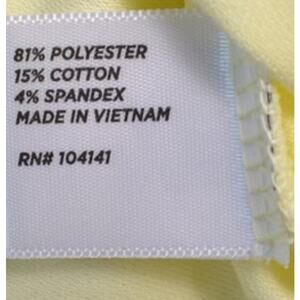 81% POLYESTER
15% COTTON
4% SPANDEX
MADE IN VIETNAM
RN# 104141